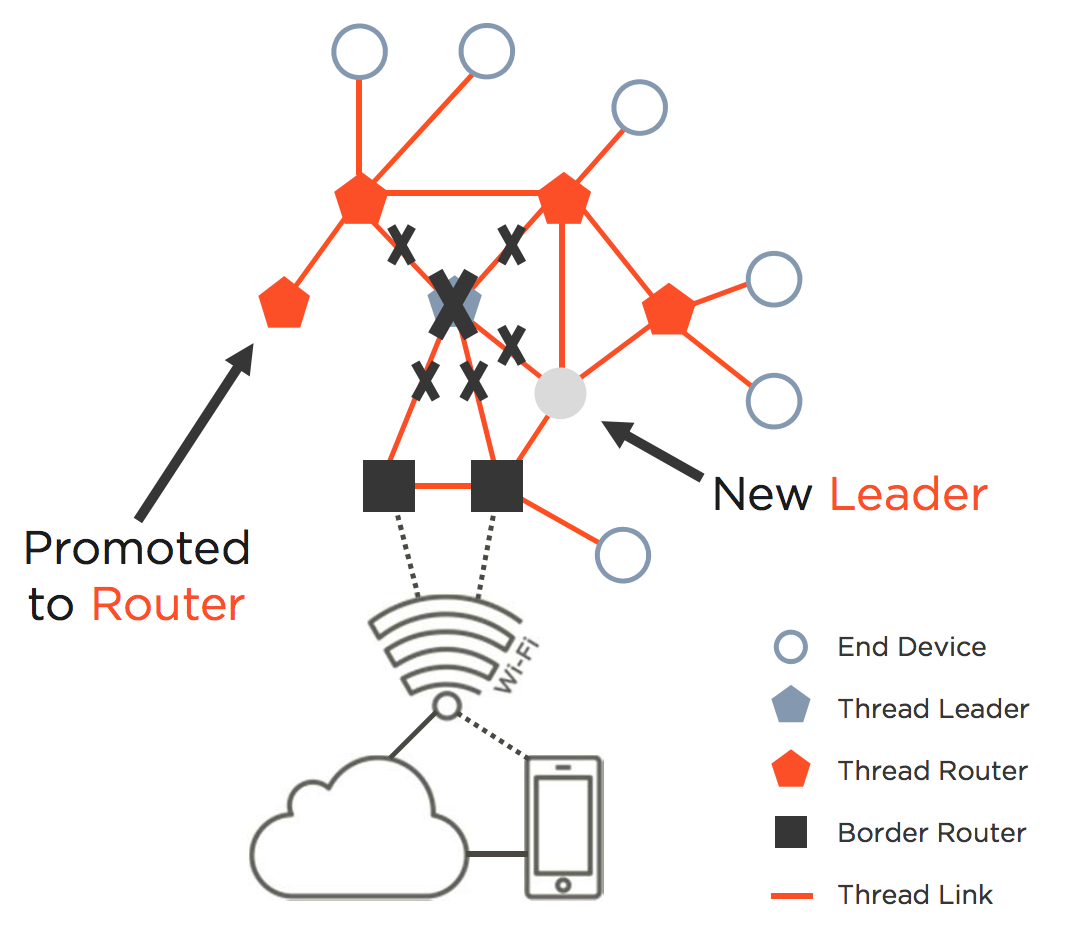 New Leader
Promoted
to Router
Wi-Fi
End Device
Thread Leader
Thread Router
Border Router
Thread Link